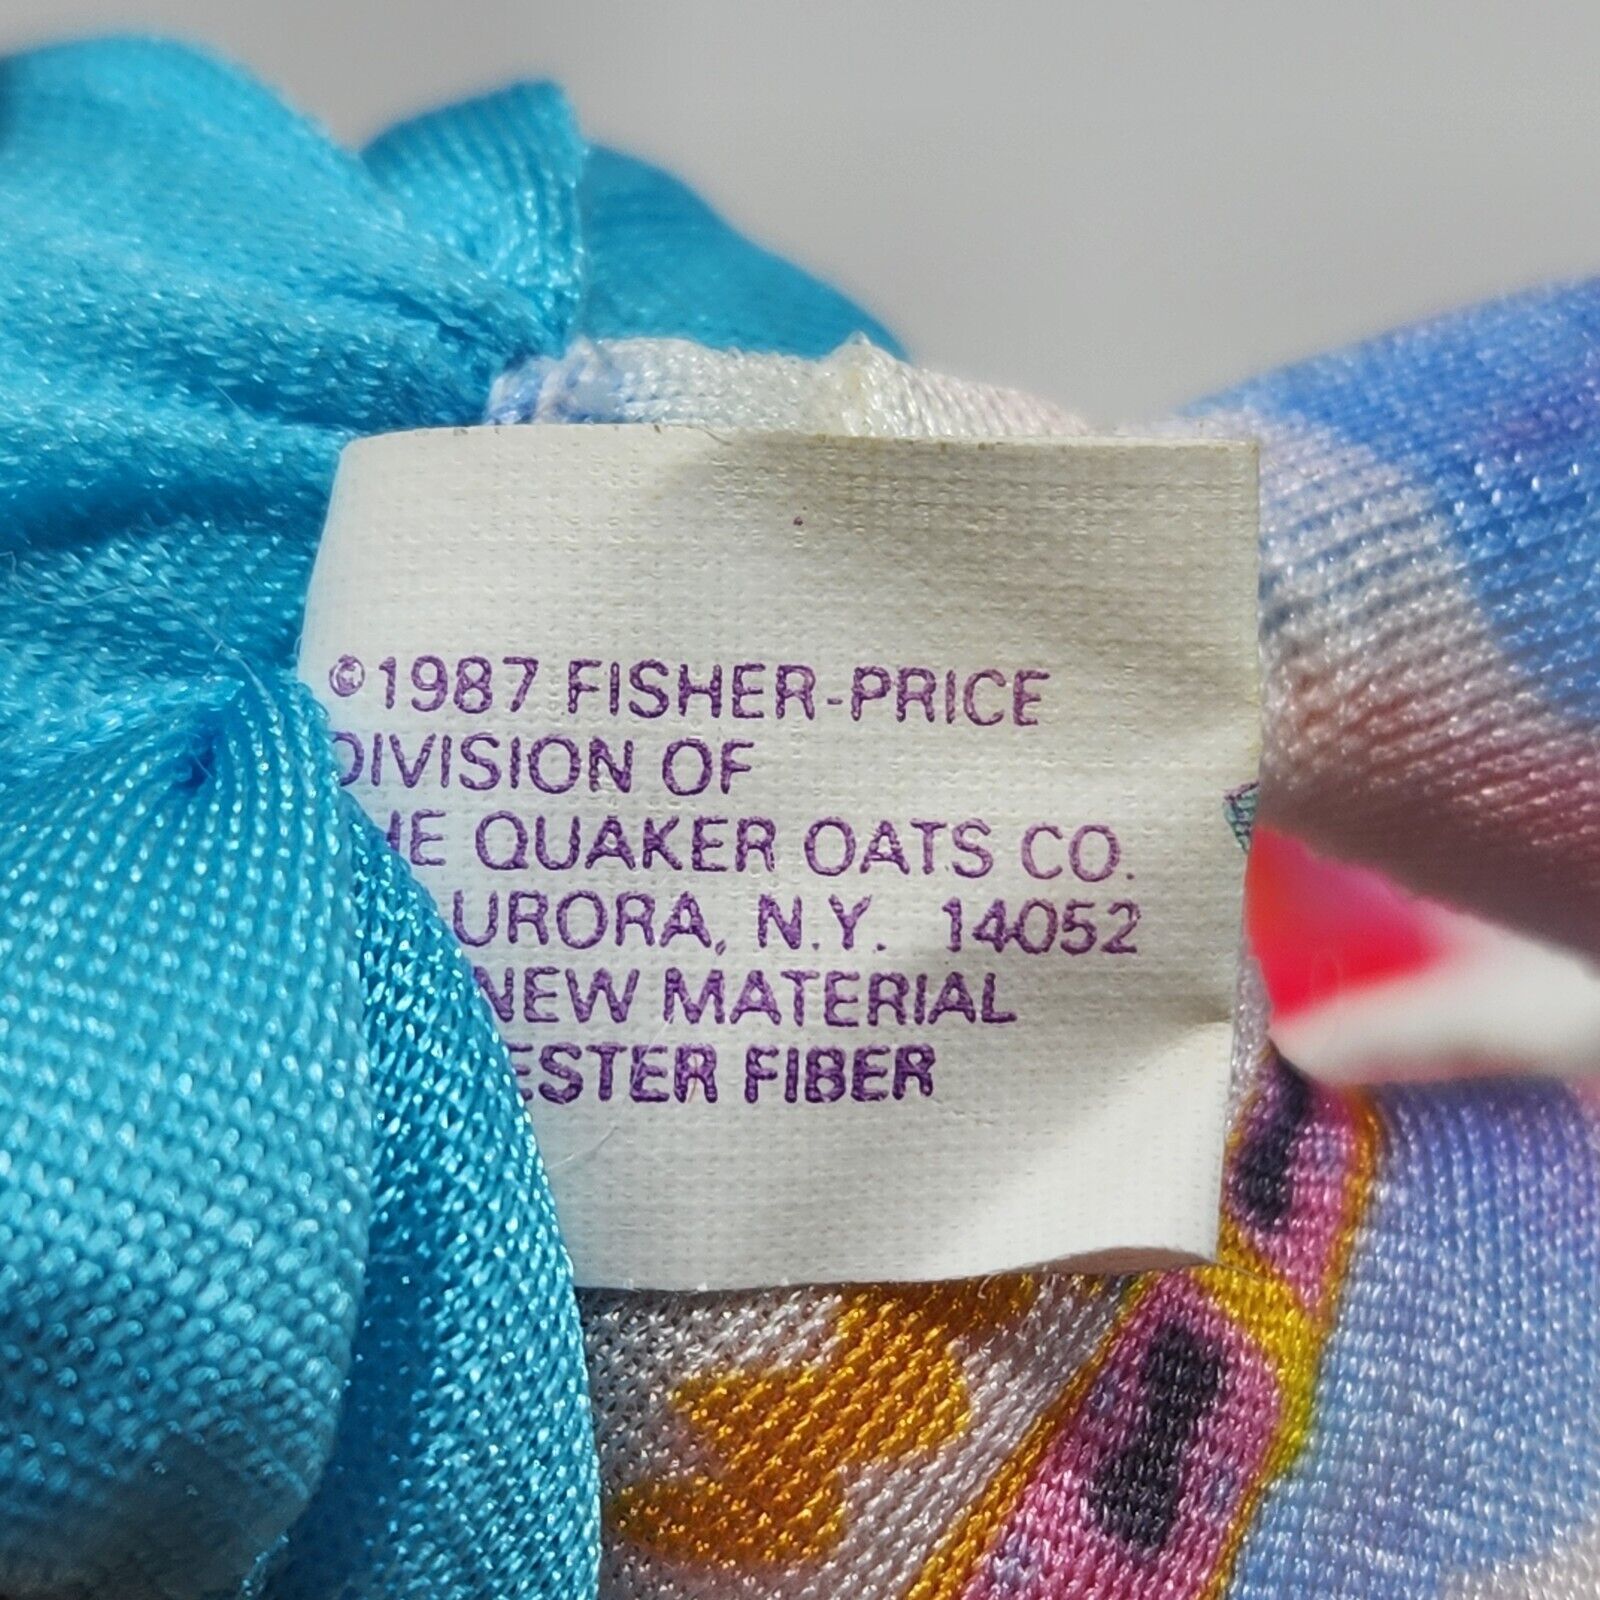 ©1987 FISHER-PRICE
DIVISION OF
HE QUAKER OATS CO.
URORA, N.Y. 14052
NEW MATERIAL
ESTER FIBER